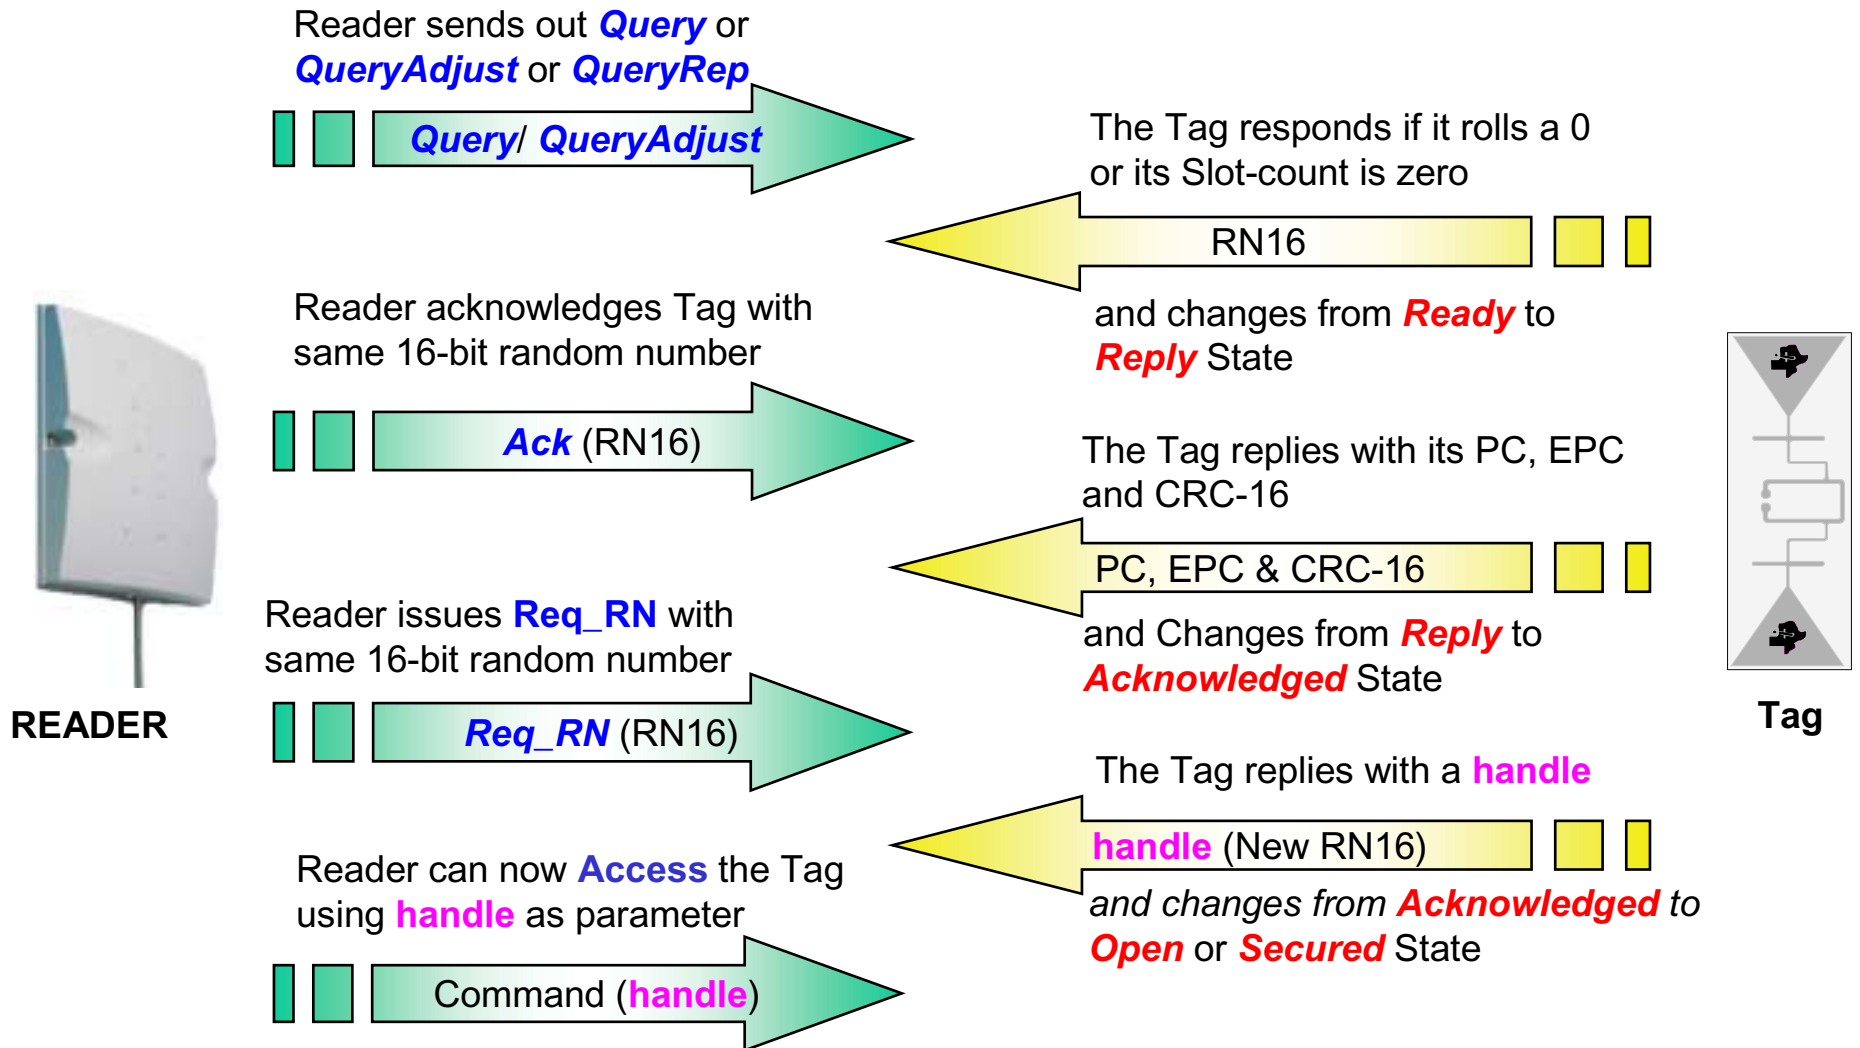 Reader sends out Query or
QueryAdjust or QueryRep
Query/ QueryAdjust
The Tag responds if it rolls a 0
or its Slot-count is zero
RN16
and changes from Ready to
Reply State
Reader acknowledges Tag with
same 16-bit random number
Ack (RN16)
The Tag replies with its PC, EPC
and CRC-16
PC, EPC & CRC-16
and Changes from Reply to
Acknowledged State
Reader issues Req_RN with
same 16-bit random number
Req_RN (RN16)
READER
Tag
The Tag replies with a handle
handle (New RN16)
and changes from Acknowledged to
Open or Secured State
Reader can now Access the Tag
using handle as parameter
Command (handle)